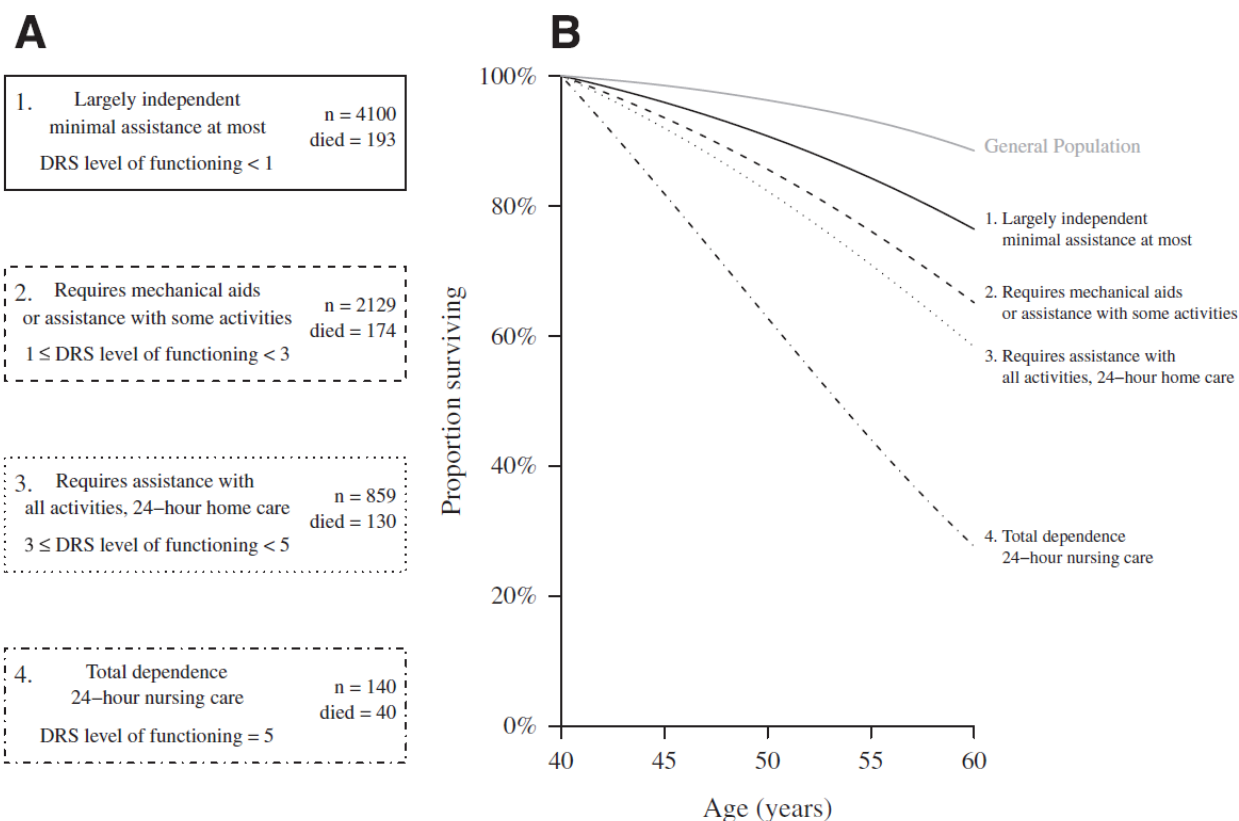 A
1. Largely independent
minimal assistance at most
DRS level of functioning < 1
n = 4100
died = 193
2. Requires mechanical aids
or assistance with some activities
1 ≤ DRS level of functioning < 3
n = 2129
died = 174
3. Requires assistance with
all activities, 24−hour home care
3 ≤ DRS level of functioning < 5
n = 859
died = 130
4. Total dependence
24−hour nursing care
DRS level of functioning = 5
n = 140
died = 40
B
Proportion surviving
100%
80%
60%
40%
20%
0%
40 45 50 55 60
Age (years)
General Population
1. Largely independent
minimal assistance at most
2. Requires mechanical aids
or assistance with some activities
3. Requires assistance with
all activities, 24−hour home care
4. Total dependence
24−hour nursing care